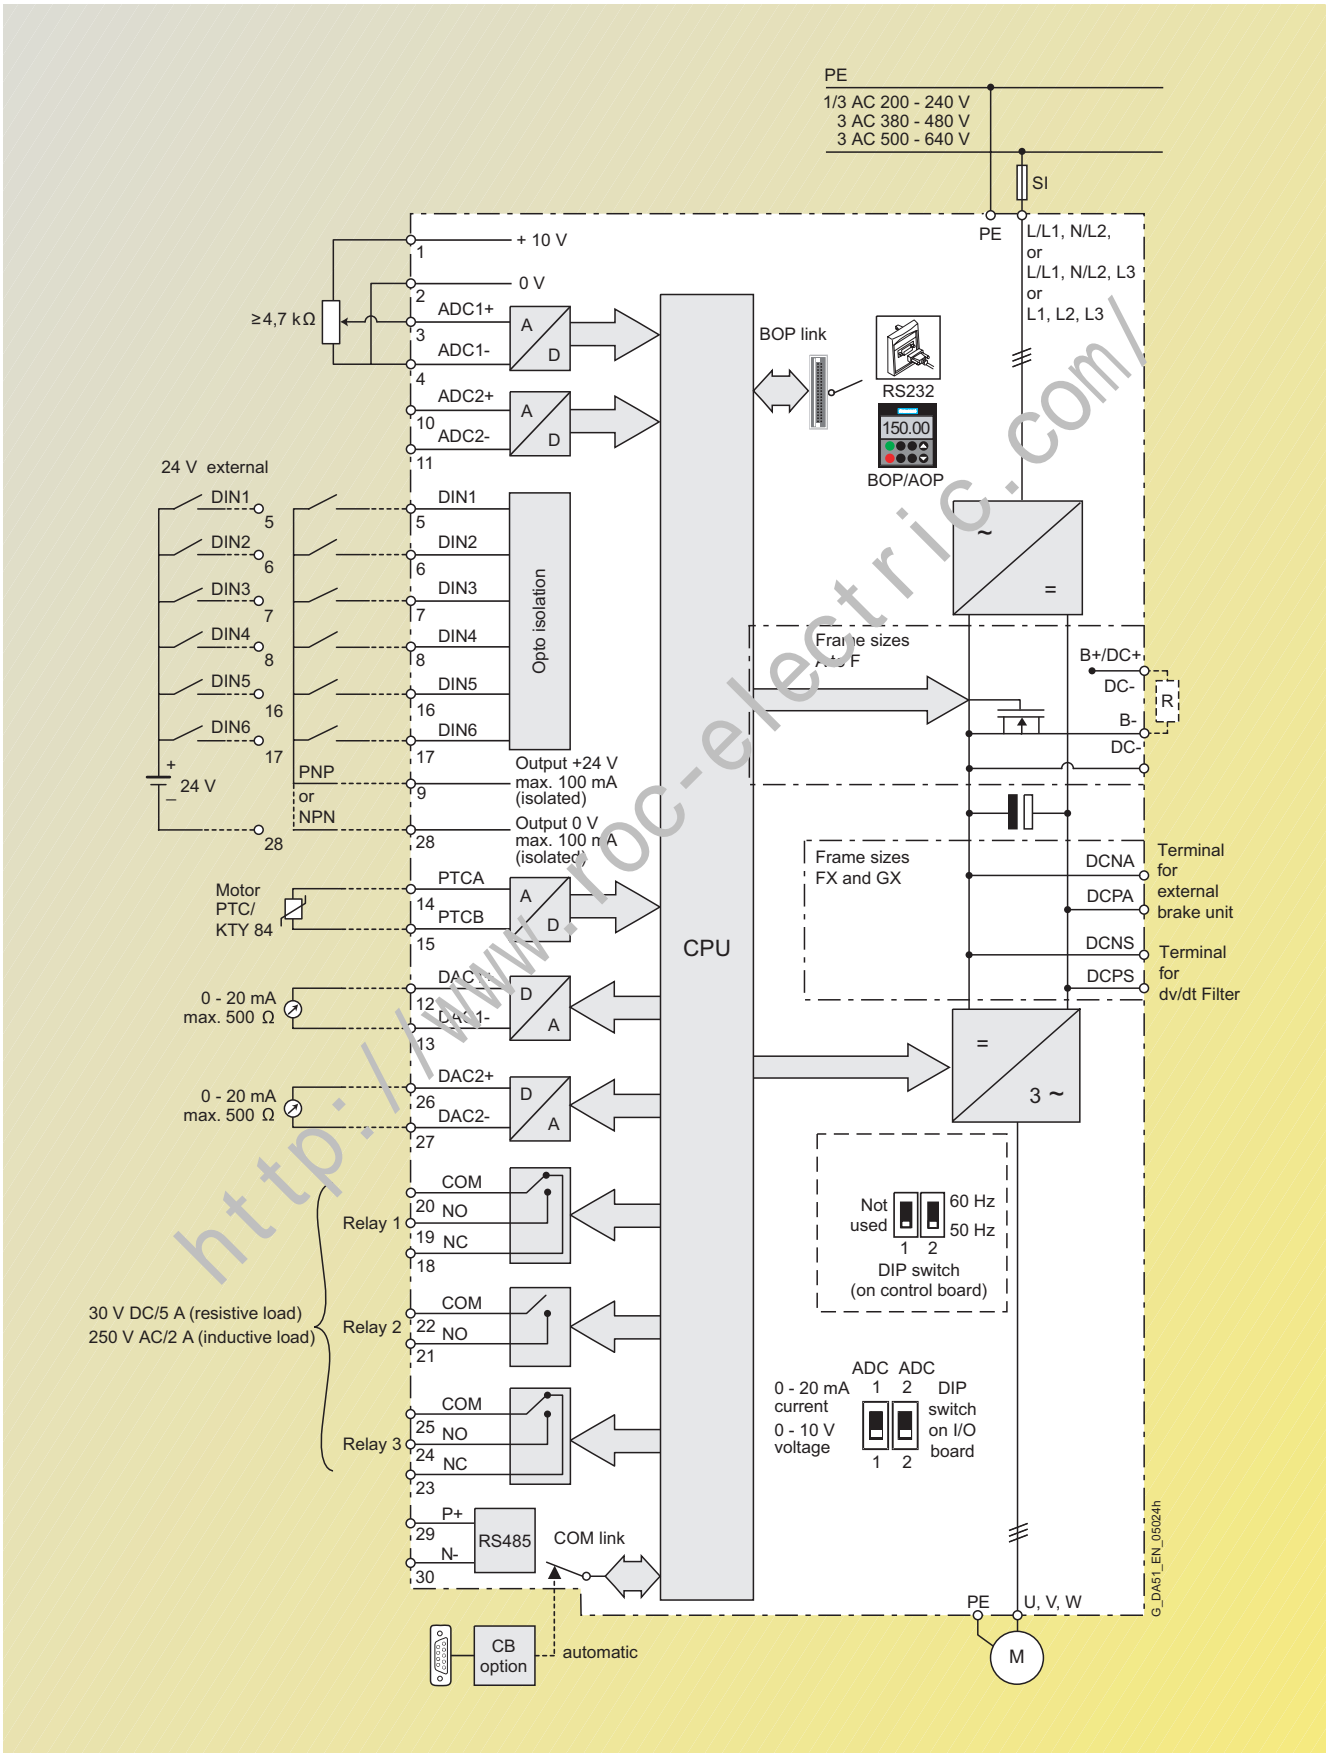 PE
1/3 AC 200 - 240 V
3 AC 380 - 480 V
3 AC 500 - 640 V
SI
PE
L/L1, N/L2,
or
L/L1, N/L2, L3
or
L1, L2, L3
1
+ 10 V
2
0 V
≥4,7 kΩ
ADC1+
3
ADC1-
4
A
D
ADC2+
10
ADC2-
11
A
D
BOP link
RS232
150.00
BOP/AOP
24 V external
DIN1
5
DIN2
6
DIN3
7
DIN4
8
DIN5
16
DIN6
17
+
24 V
–
28
DIN1
5
DIN2
6
DIN3
7
DIN4
8
DIN5
16
DIN6
17
Opto isolation
PNP
or
NPN
9
Output +24 V
max. 100 mA
(isolated)
28
Output 0 V
max. 100 mA
(isolated)
~
=
Frame sizes
A to F
B+/DC+
DC-
R
B-
DC-
Frame sizes
FX and GX
DCNA
DCPA
Terminal
for
external
brake unit
DCNS
DCPS
Terminal
for
dv/dt Filter
Motor
PTC/
KTY 84
PTCA
14
PTCB
15
A
D
CPU
0 - 20 mA
max. 500 Ω
DAC1+
12
DAC1-
13
D
A
=
3 ~
0 - 20 mA
max. 500 Ω
DAC2+
26
DAC2-
27
D
A
Relay 1
COM
20
NO
19
NC
18
Not
used
60 Hz
50 Hz
1 2
DIP switch
(on control board)
30 V DC/5 A (resistive load)
250 V AC/2 A (inductive load)
Relay 2
COM
22
NO
21
Relay 3
COM
25
NO
24
NC
23
ADC ADC
1 2
0 - 20 mA
current
0 - 10 V
voltage
DIP
switch
on I/O
board
1 2
P+
29
N-
30
RS485
COM link
CB
option
automatic
PE
U, V, W
M
G_DA51_EN_05024h
http://www.roc-electric.com/